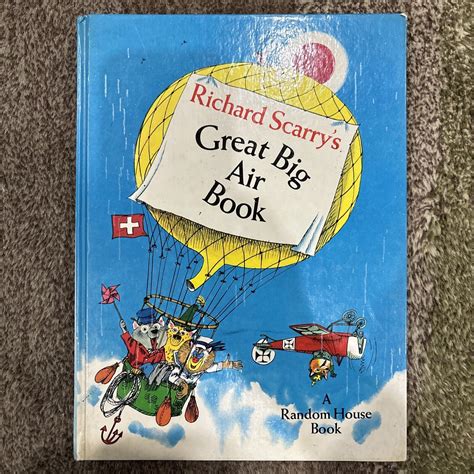 Richard Scarry's
Great Big
Air
Book
A
Random House
Book